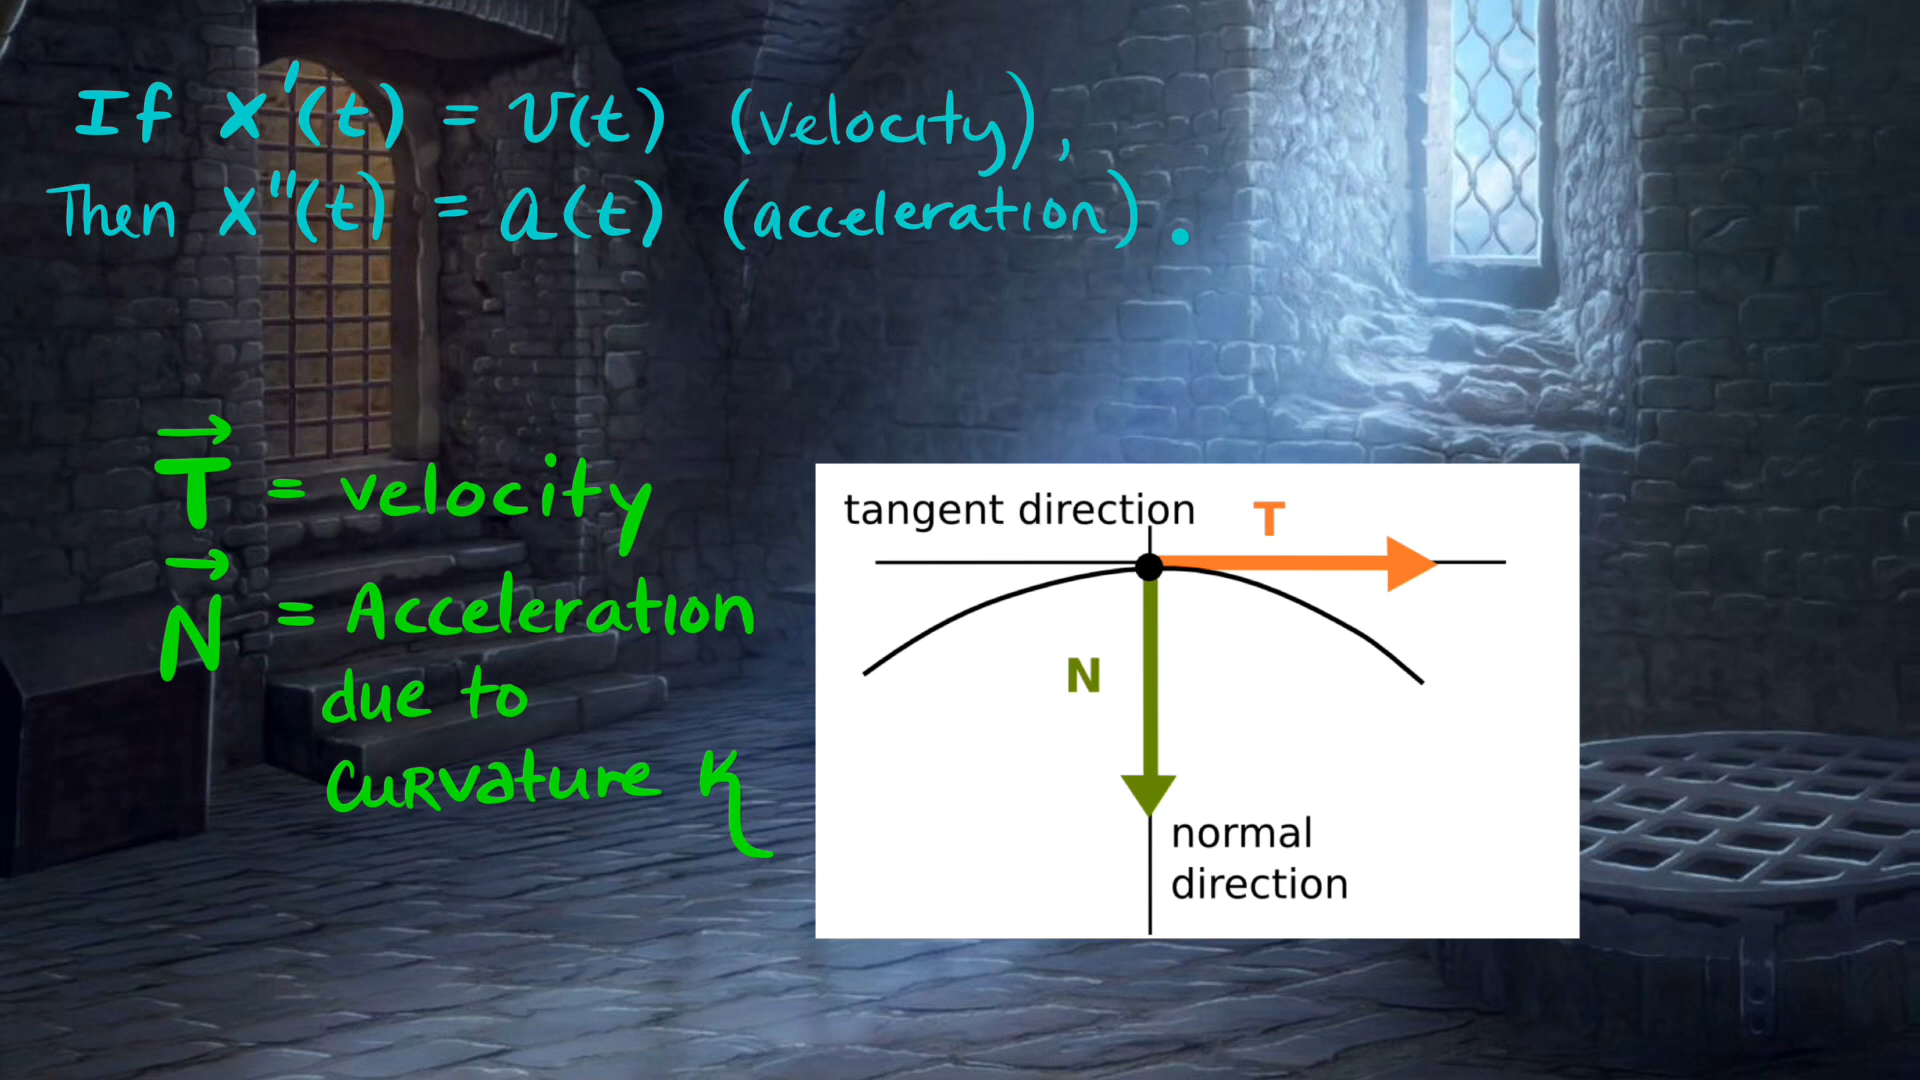 If x'(t) = v(t) (velocity),
Then x"(t) = a(t) (acceleration).
T = velocity
N = Acceleration
due to
Curvature K
tangent direction
T
N
normal
direction